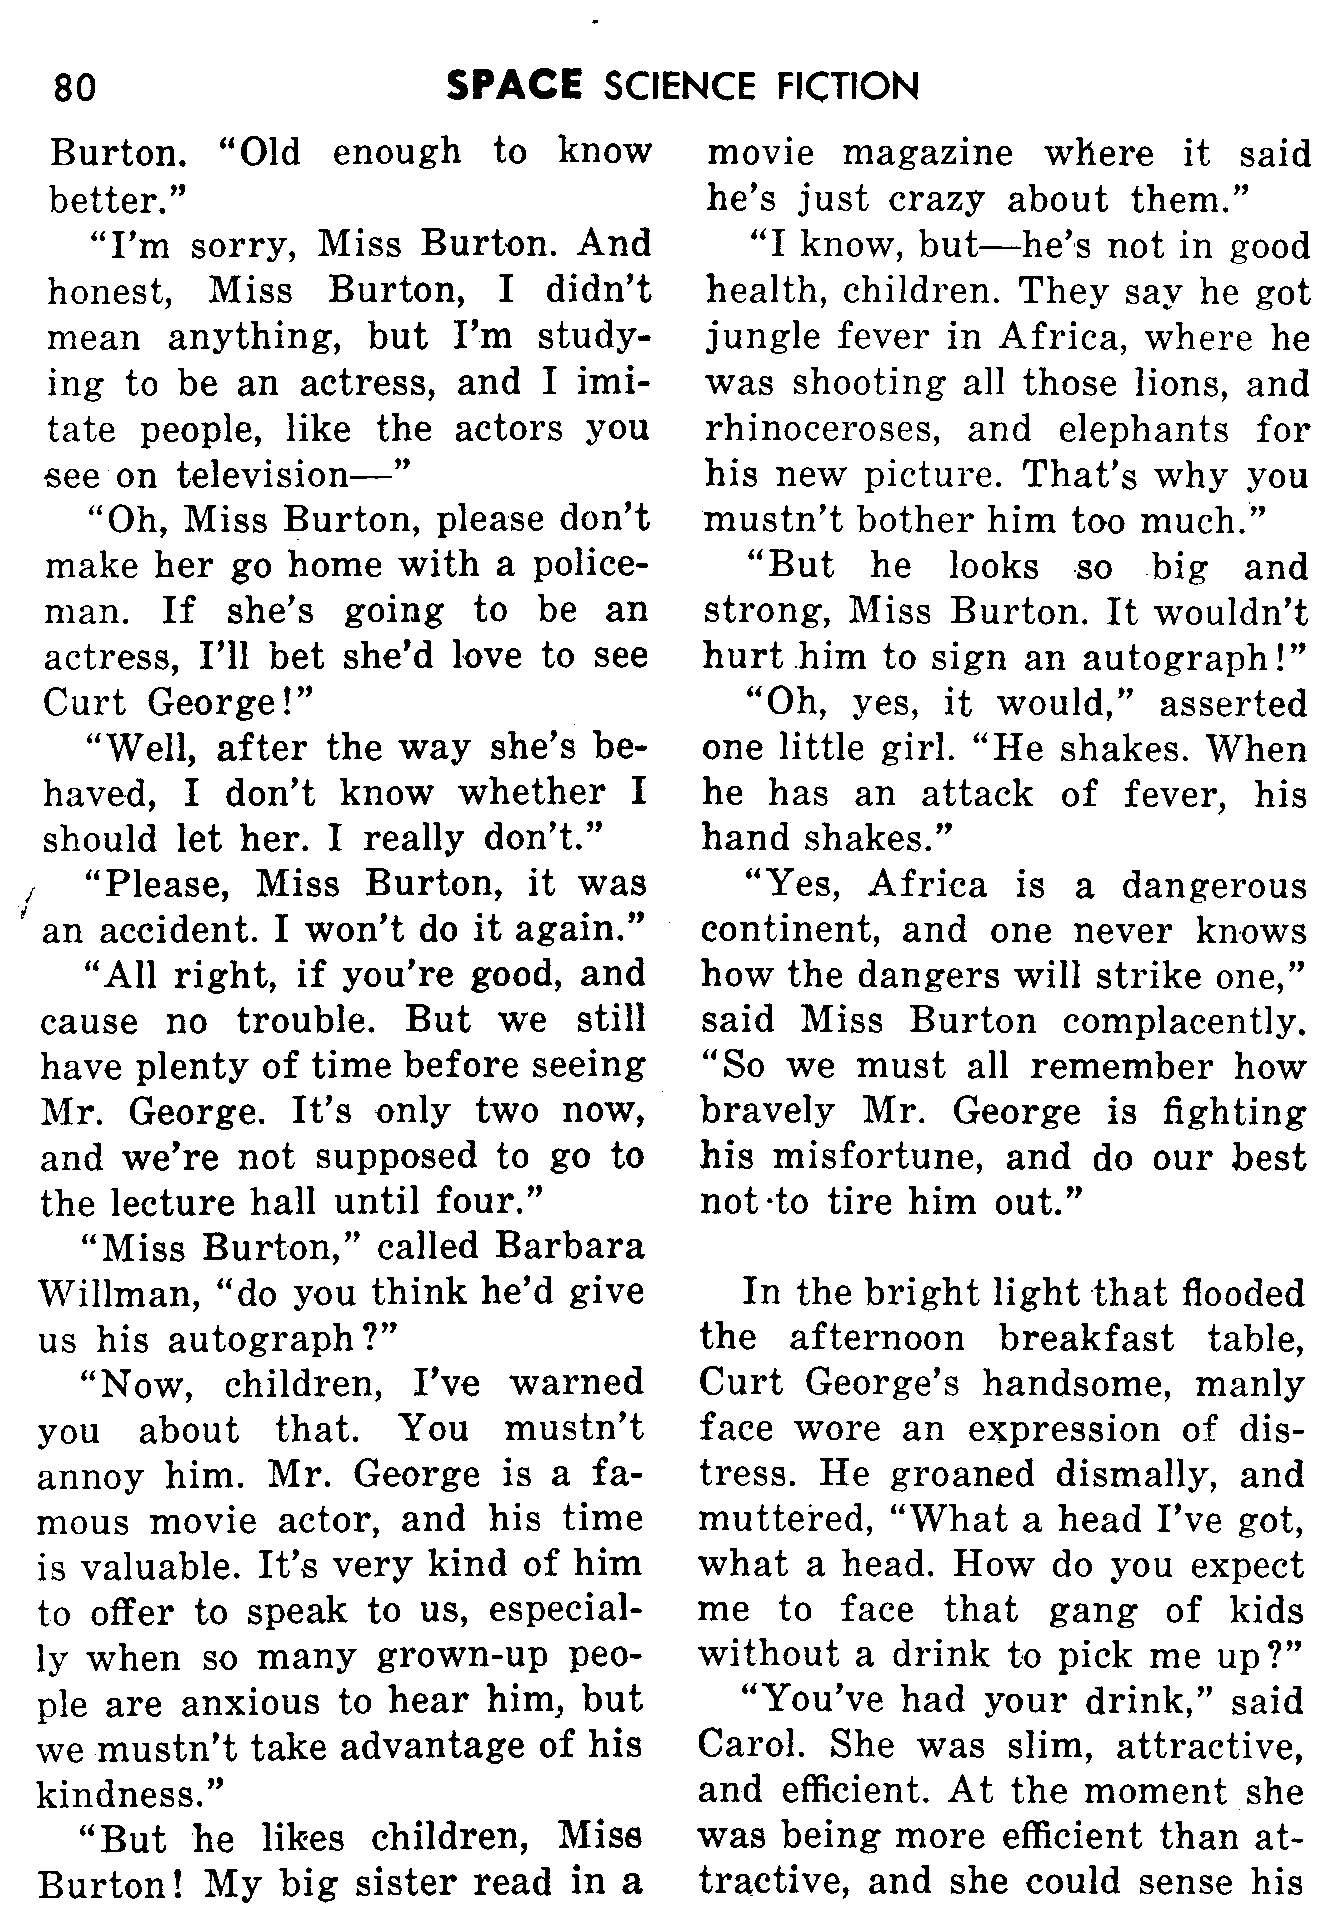 80
SPACE SCIENCE FICTION
Burton. “Old enough to know
better.”
“I'm sorry, Miss Burton. And
honest, Miss Burton, I didn't
mean anything, but I'm study-
ing to be an actress, and I imi-
tate people, like the actors you
see on television—”
“Oh, Miss Burton, please don't
make her go home with a police-
man. If she's going to be an
actress, I'll bet she'd love to see
Curt George!”
“Well, after the way she's be-
haved, I don't know whether I
should let her. I really don't.”
“Please, Miss Burton, it was
an accident. I won't do it again.”
“All right, if you're good, and
cause no trouble. But we still
have plenty of time before seeing
Mr. George. It's only two now,
and we're not supposed to go to
the lecture hall until four.”
“Miss Burton,” called Barbara
Willman, “do you think he'd give
us his autograph?”
“Now, children, I've warned
you about that. You mustn't
annoy him. Mr. George is a fa-
mous movie actor, and his time
is valuable. It's very kind of him
to offer to speak to us, especial-
ly when so many grown-up peo-
ple are anxious to hear him, but
we mustn't take advantage of his
kindness.”
“But he likes children, Miss
Burton! My big sister read in a
movie magazine where it said
he's just crazy about them.”
“I know, but—he's not in good
health, children. They say he got
jungle fever in Africa, where he
was shooting all those lions, and
rhinoceroses, and elephants for
his new picture. That's why you
mustn't bother him too much.”
“But he looks so big and
strong, Miss Burton. It wouldn't
hurt him to sign an autograph!”
“Oh, yes, it would,” asserted
one little girl. “He shakes. When
he has an attack of fever, his
hand shakes.”
“Yes, Africa is a dangerous
continent, and one never knows
how the dangers will strike one,”
said Miss Burton complacently.
“So we must all remember how
bravely Mr. George is fighting
his misfortune, and do our best
not to tire him out.”
In the bright light that flooded
the afternoon breakfast table,
Curt George's handsome, manly
face wore an expression of dis-
tress. He groaned dismally, and
muttered, “What a head I've got,
what a head. How do you expect
me to face that gang of kids
without a drink to pick me up?”
“You've had your drink,” said
Carol. She was slim, attractive,
and efficient. At the moment she
was being more efficient than at-
tractive, and she could sense his